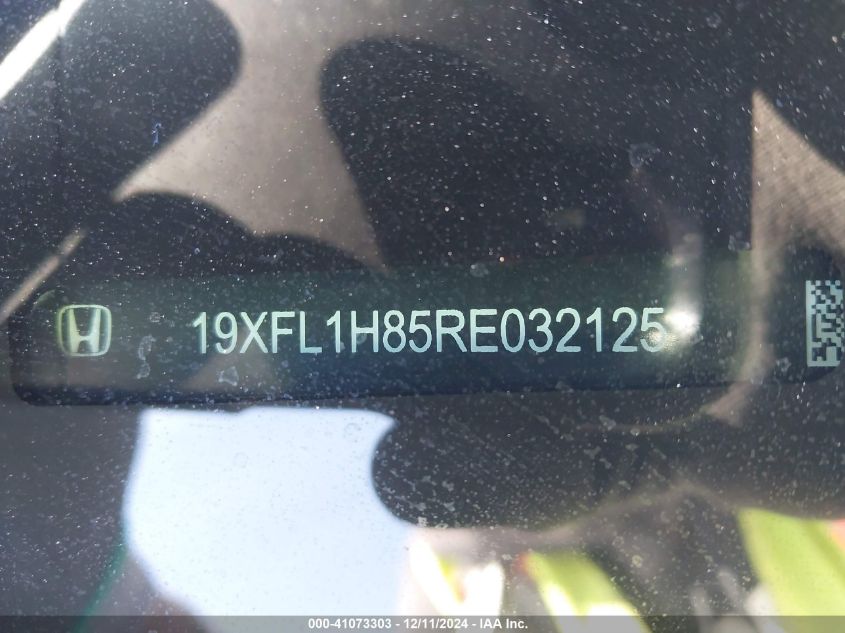 19XFL1H85RE032125
000-41073303 - 12/11/2024 - IAA Inc.